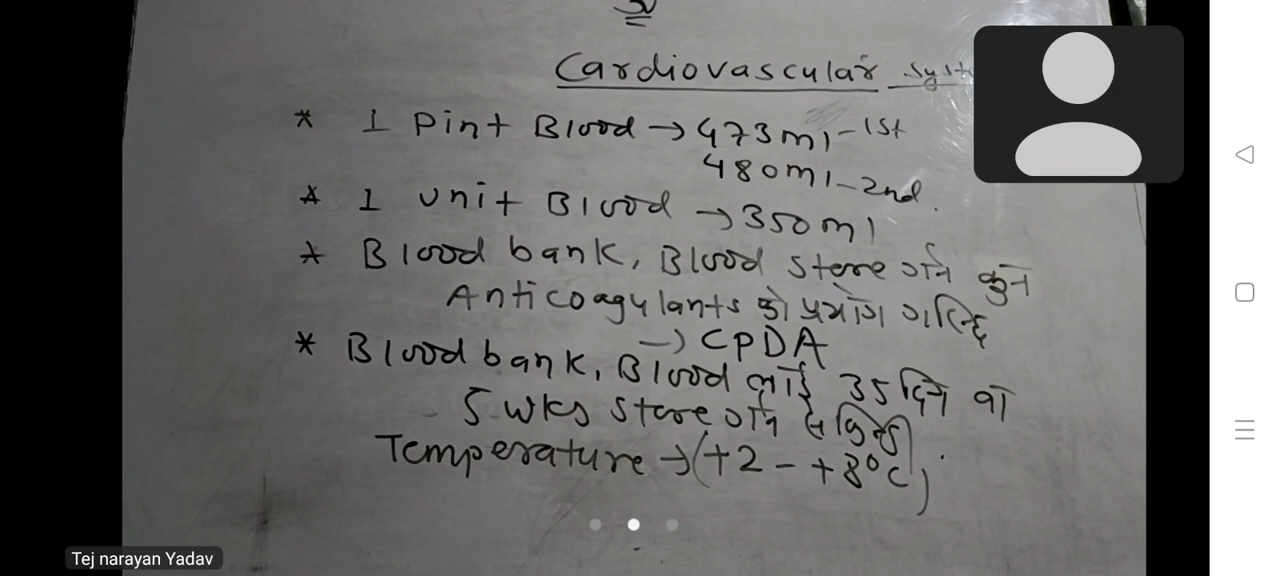 Cardiovascular Syste
* 1 Pint Blood → 473ml - 1st
480ml - 2nd.
* 1 Unit Blood → 350ml
* Blood bank, Blood store गर्न कुन
Anticoagulants को प्रयोग गरिन्छ
→ CPDA
* Blood bank, Blood लाई 35 दिन वा
5 wks store गर्न सकिन्छ
Temperature → (+2 - +8°C)
Tej narayan Yadav